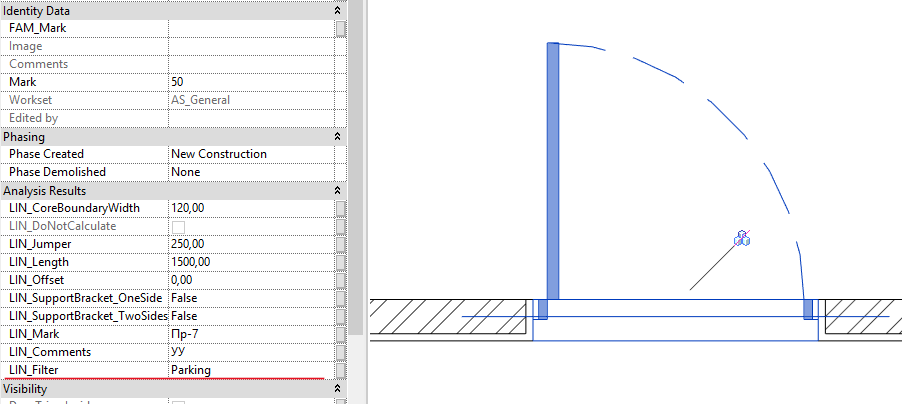 Identity Data
FAM_Mark
Image
Comments
Mark 50
Workset AS_General
Edited by
Phasing
Phase Created New Construction
Phase Demolished None
Analysis Results
LIN_CoreBoundaryWidth 120,00
LIN_DoNotCalculate
LIN_Jumper 250,00
LIN_Length 1500,00
LIN_Offset 0,00
LIN_SupportBracket_OneSide False
LIN_SupportBracket_TwoSides False
LIN_Mark Пр-7
LIN_Comments УУ
LIN_Filter Parking
Visibility